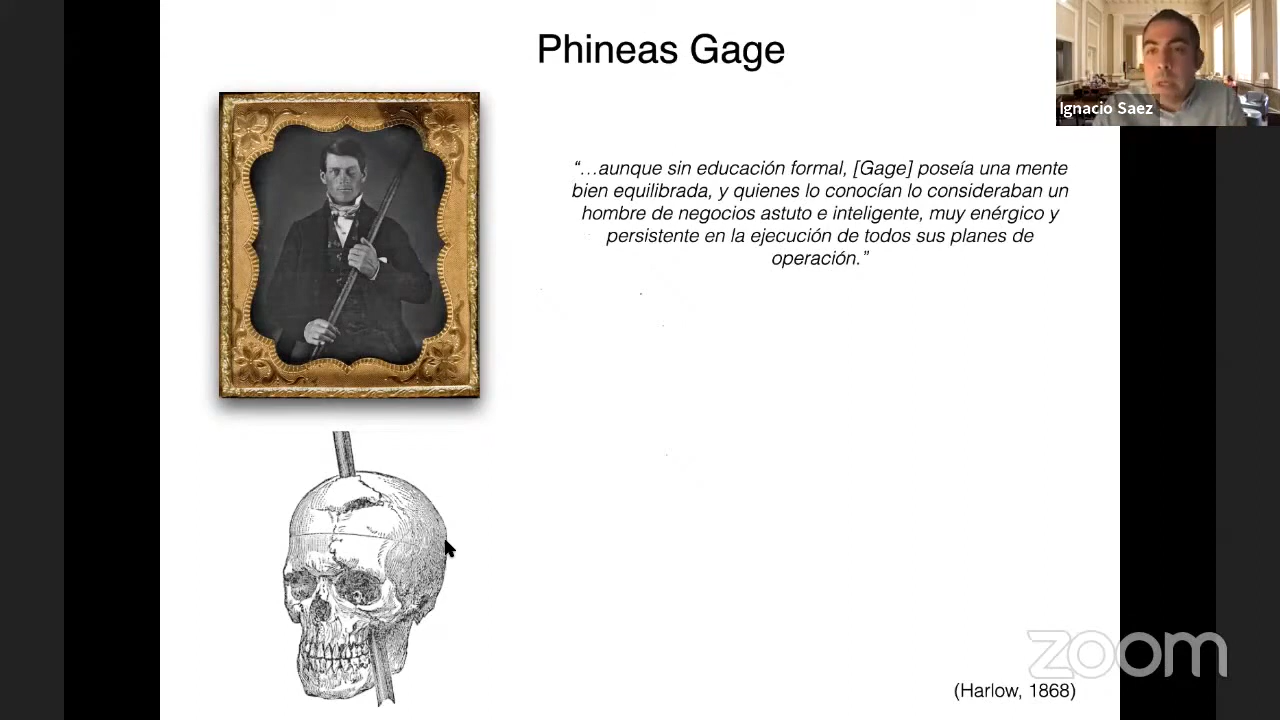 Phineas Gage
Ignacio Saez
“…aunque sin educación formal, [Gage] poseía una mente
bien equilibrada, y quienes lo conocían lo consideraban un
hombre de negocios astuto e inteligente, muy enérgico y
persistente en la ejecución de todos sus planes de
operación.”
zoom
(Harlow, 1868)